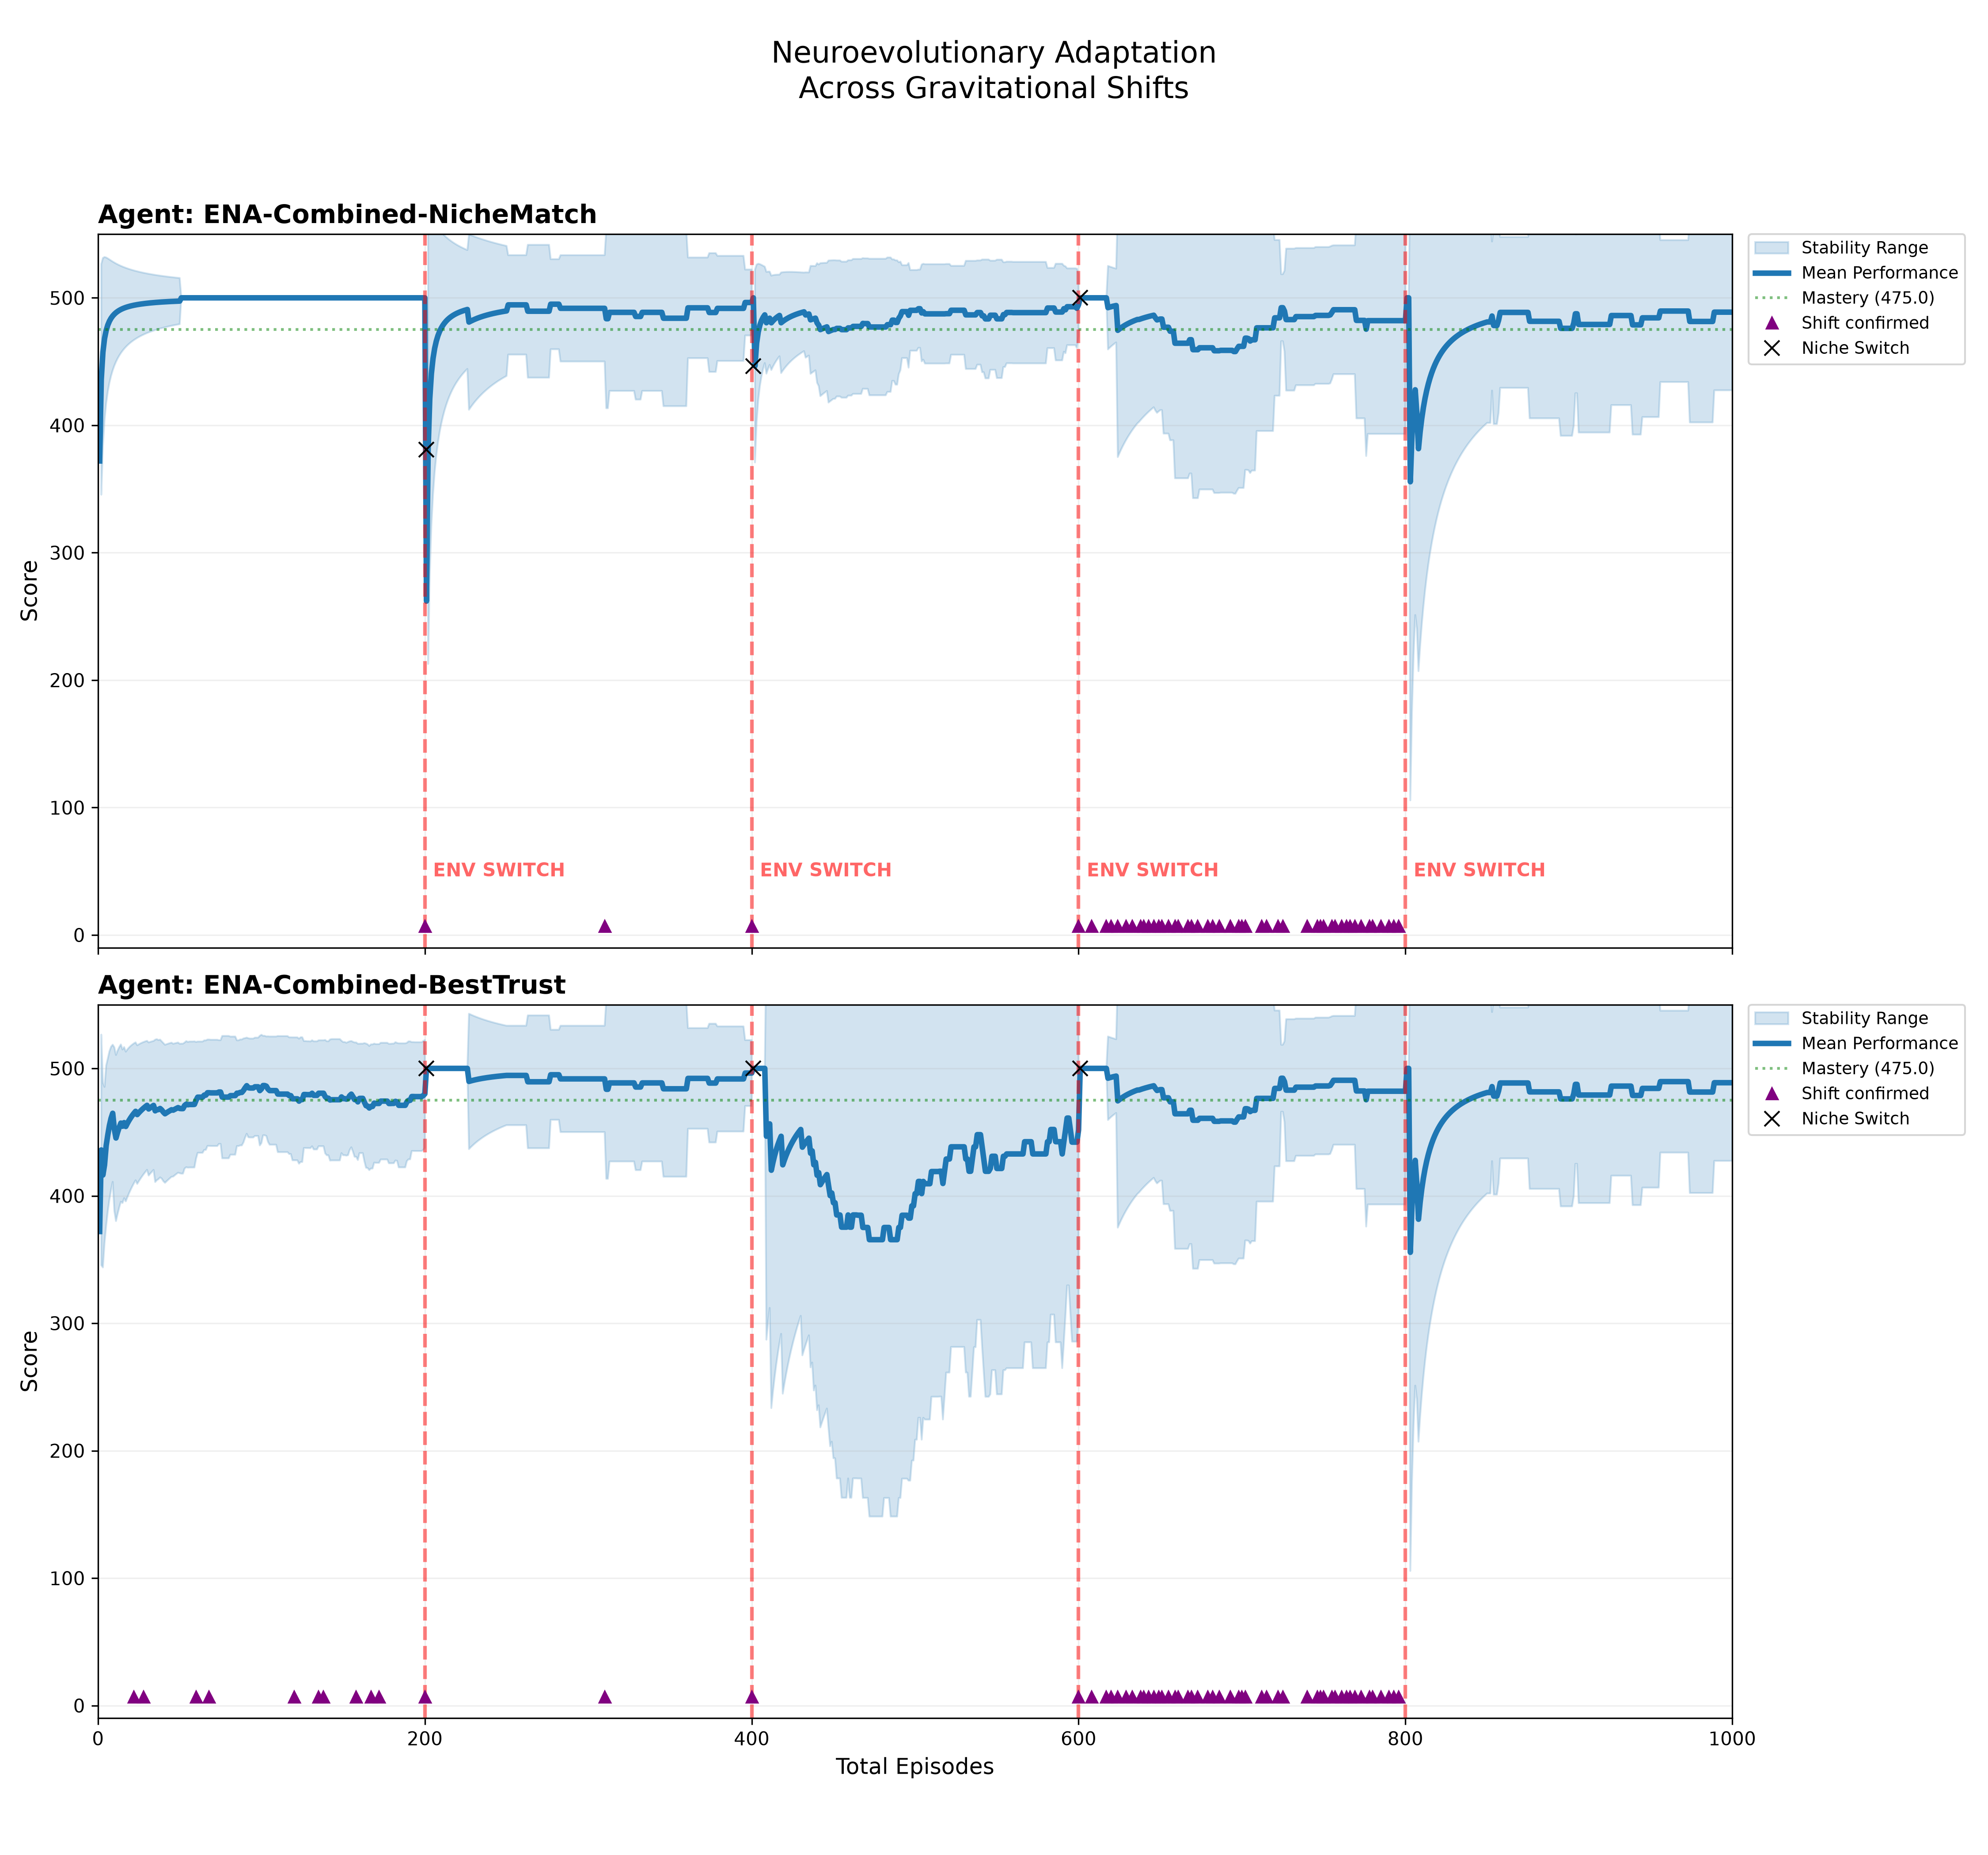 Neuroevolutionary Adaptation
Across Gravitational Shifts
Agent: ENA-Combined-NicheMatch
Stability Range
Mean Performance
Mastery (475.0)
Shift confirmed
Niche Switch
500
400
300
200
100
0
Score
ENV SWITCH
ENV SWITCH
ENV SWITCH
ENV SWITCH
Agent: ENA-Combined-BestTrust
Stability Range
Mean Performance
Mastery (475.0)
Shift confirmed
Niche Switch
500
400
300
200
100
0
Score
0 200 400 600 800 1000
Total Episodes